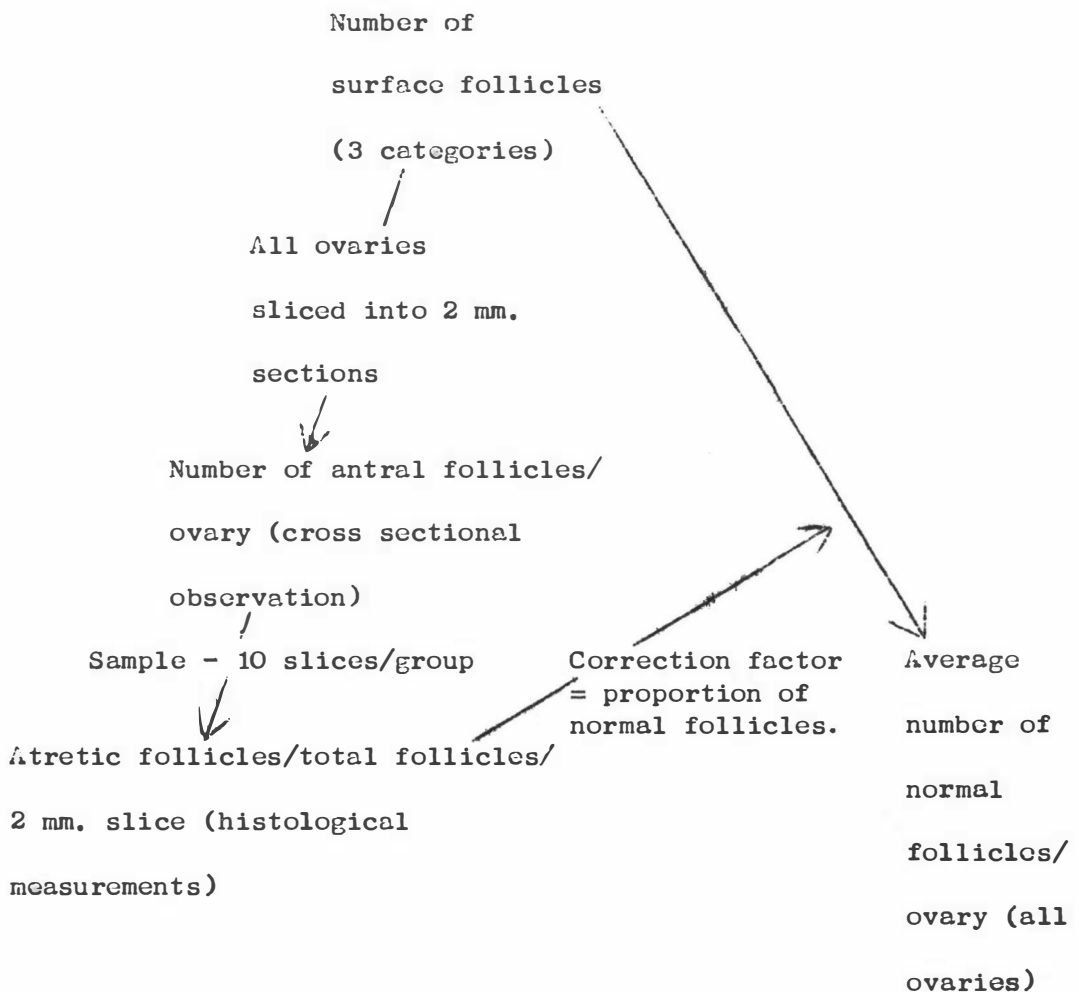 Number of
surface follicles
(3 categories)
All ovaries
sliced into 2 mm.
sections
Number of antral follicles/
ovary (cross sectional
observation)
Sample - 10 slices/group
Atretic follicles/total follicles/
2 mm. slice (histological
measurements)
Correction factor
= proportion of
normal follicles.
Average
number of
normal
follicles/
ovary (all
ovaries)